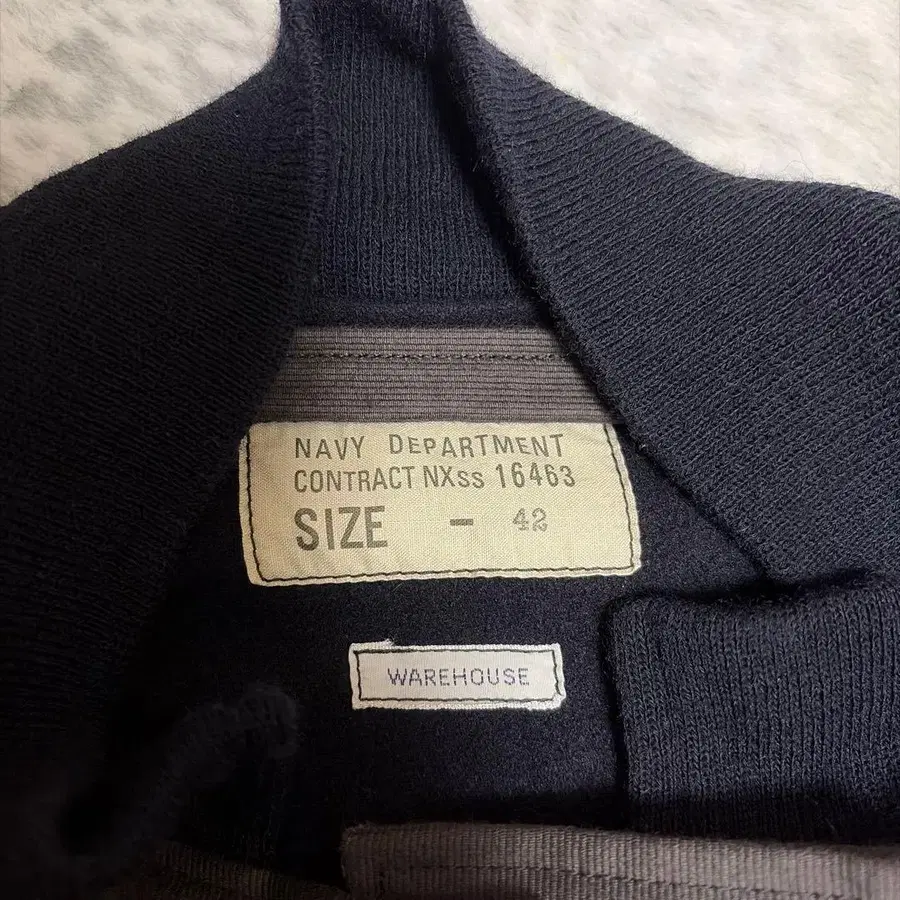 NAVY DEPARTMENT
CONTRACT NXss 16463
SIZE - 42
WAREHOUSE